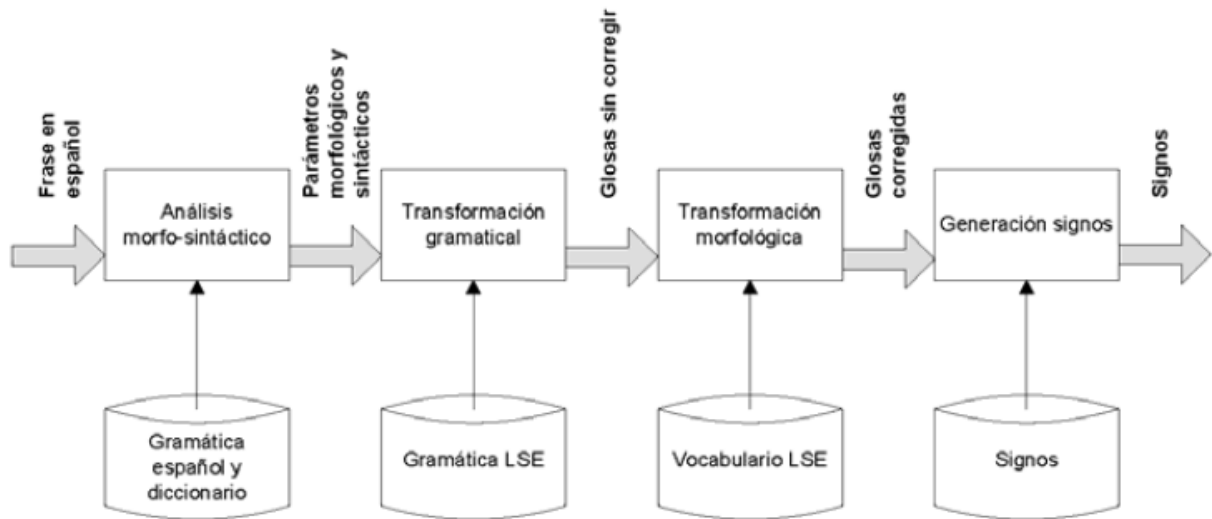 Frase en
español
Análisis
morfo-sintáctico
Parámetros
morfológicos y
sintácticos
Transformación
gramatical
Glosas sin corregir
Transformación
morfológica
Glosas
corregidas
Generación signos
Signos
Gramática
español y
diccionario
Gramática LSE
Vocabulario LSE
Signos